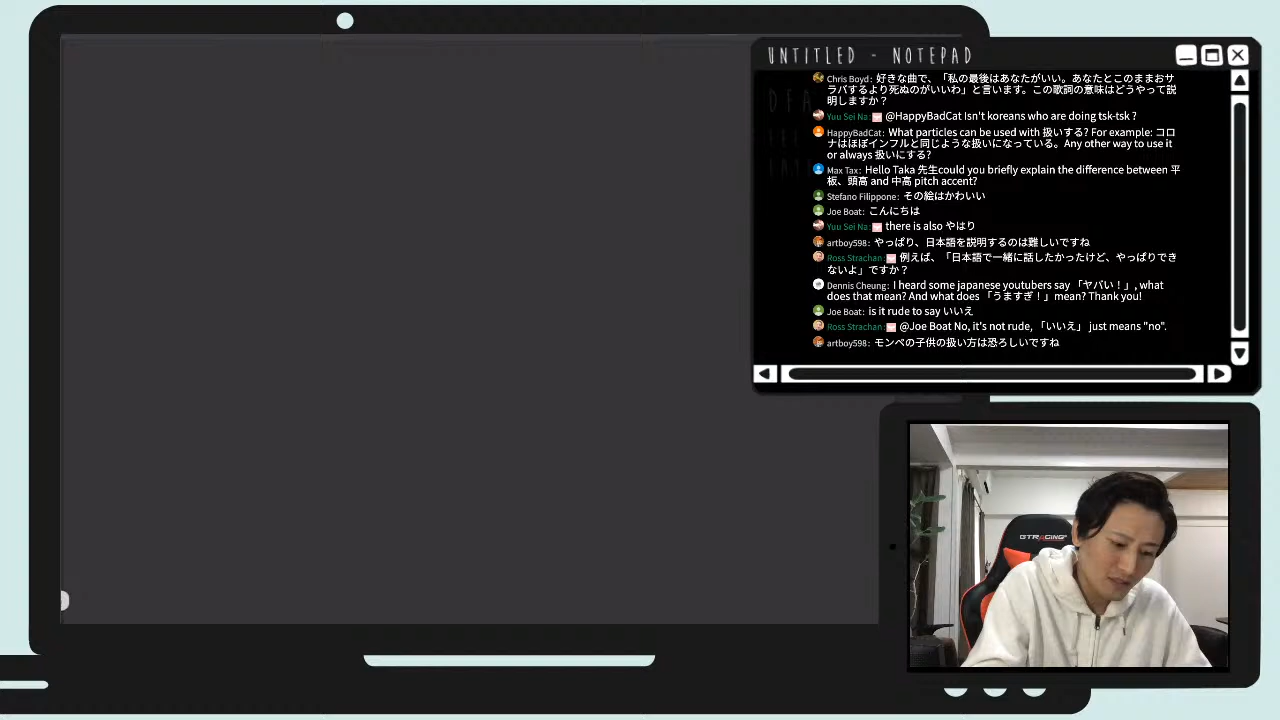 UNTITLED - NOTEPAD
Chris Boyd: 好きな曲で、「私の最後はあなたがいい。あなたとこのままおサ
ラバするより死ぬのがいいわ」と言います。この歌詞の意味はどうやって説
明しますか？
Yuu Sei Na: @HappyBadCat Isn't koreans who are doing tsk-tsk ?
HappyBadCat: What particles can be used with 扱いする? For example: コロ
ナはほぼインフルと同じような扱いになっている。Any other way to use it
or always 扱いにする?
Max Tax: Hello Taka 先生could you briefly explain the difference between 平
板、頭高 and 中高 pitch accent?
Stefano Filippone: その絵はかわいい
Joe Boat: こんにちは
Yuu Sei Na: there is also やはり
artboy598: やっぱり、日本語を説明するのは難しいですね
Ross Strachan: 例えば、「日本語で一緒に話したかったけど、やっぱりでき
ないよ」ですか？
Dennis Cheung: I heard some japanese youtubers say 「ヤバい！」, what
does that mean? And what does 「うますぎ！」mean? Thank you!
Joe Boat: is it rude to say いいえ
Ross Strachan: @Joe Boat No, it's not rude, 「いいえ」 just means "no".
artboy598: モンペの子供の扱い方は恐ろしいですね
GTRACING